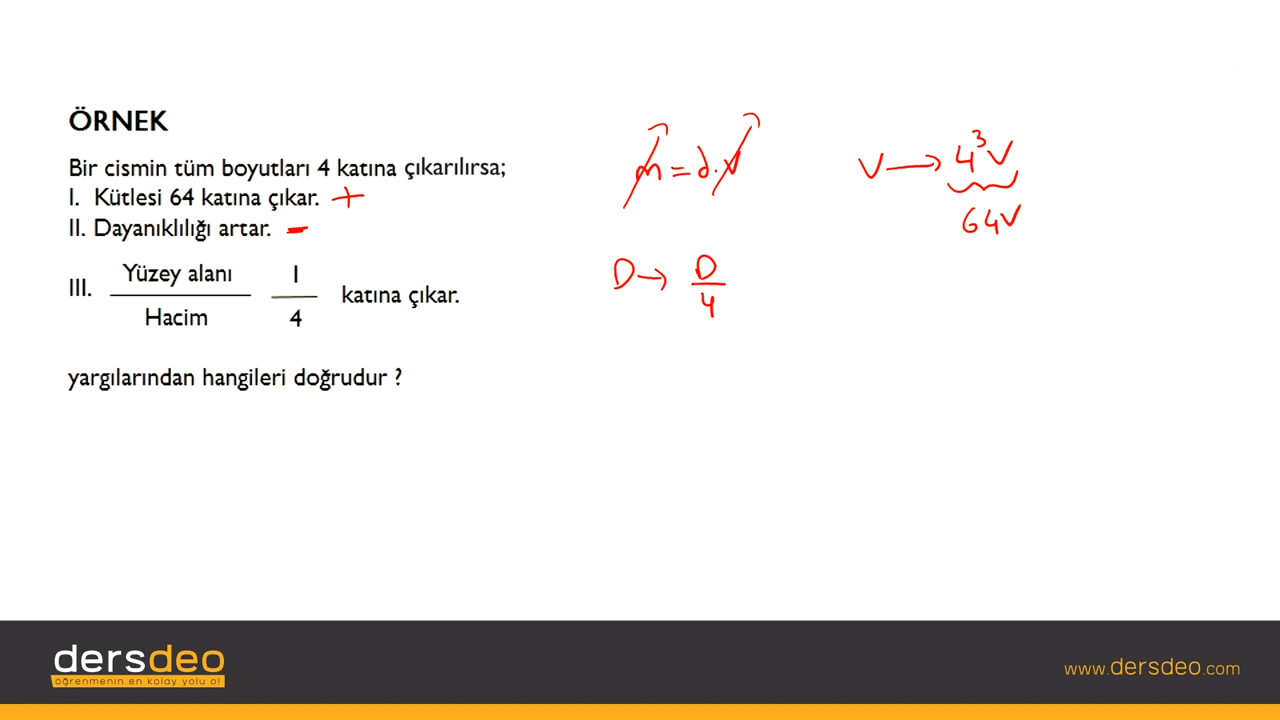 ÖRNEK
Bir cismin tüm boyutları 4 katına çıkarılırsa;
I. Kütlesi 64 katına çıkar. +
II. Dayanıklılığı artar. -
III. Yüzey alanı / Hacim 1 / 4 katına çıkar.
yargılarından hangileri doğrudur ?
m = d.V
V → 4³V
64V
D → D / 4
dersdeo
öğrenmenin en kolay yolu o!
www.dersdeo.com